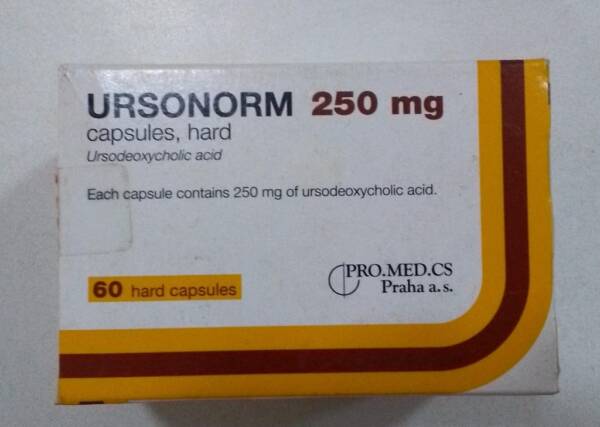 URSONORM 250 mg
capsules, hard
Ursodeoxycholic acid
Each capsule contains 250 mg of ursodeoxycholic acid.
60 hard capsules
PRO.MED.CS
Praha a. s.